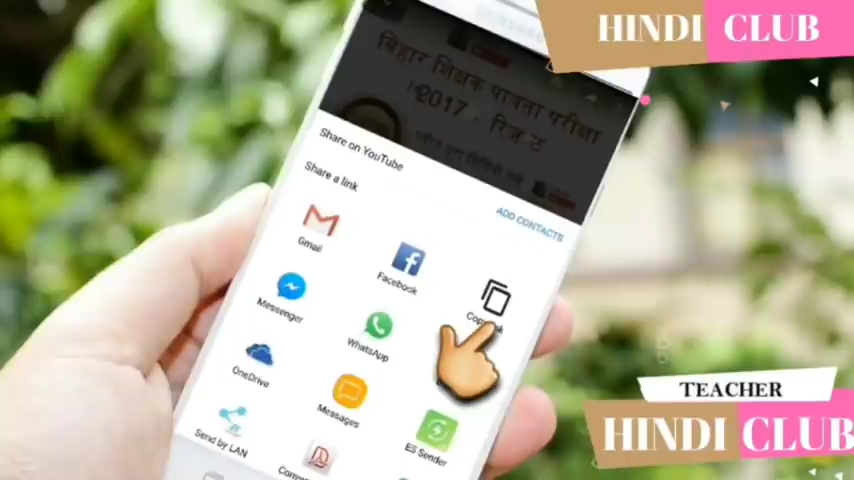 HINDI CLUB
बिहार शिक्षक पात्रता परीक्षा
2017 - रिजल्ट
Share on YouTube
Share a link
ADD CONTACTS
Gmail
Facebook
Messenger
WhatsApp
OneDrive
Messages
ES Sender
Send by LAN
TEACHER
HINDI CLUB